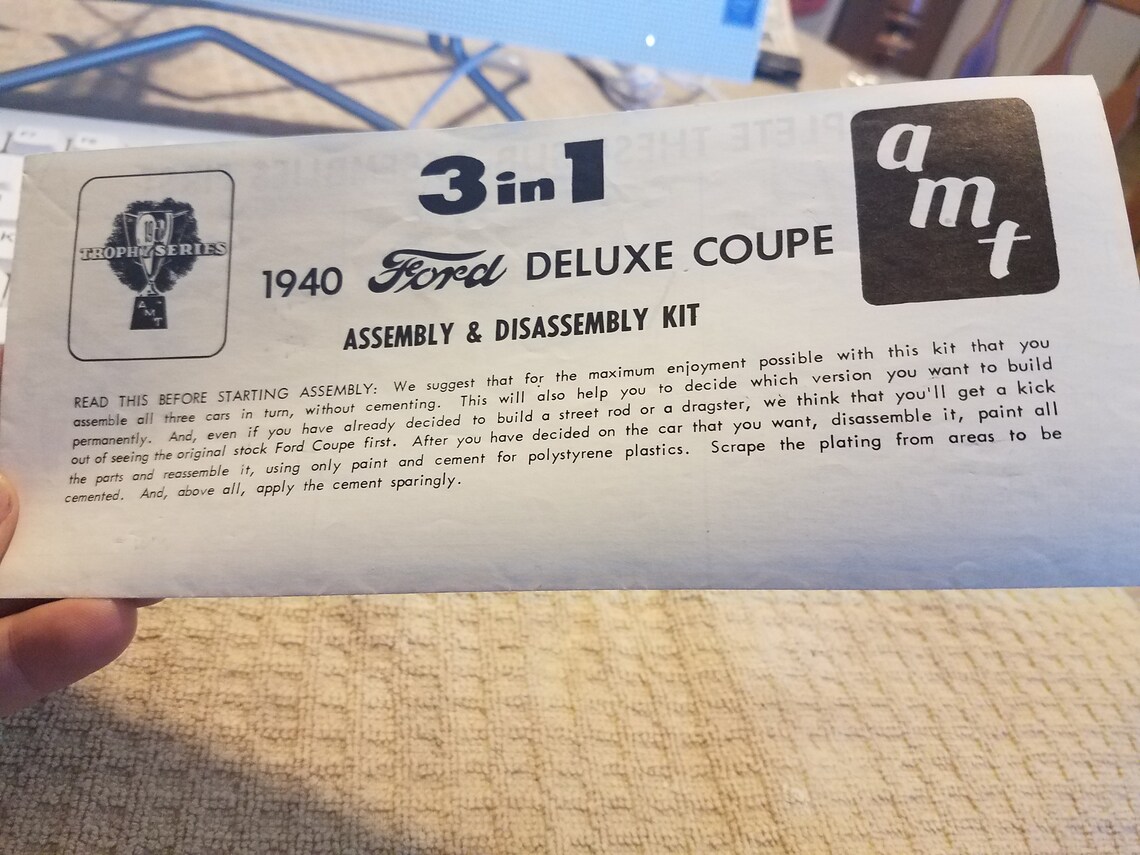 3 in 1
TROPHY SERIES
AMT
amt
1940 Ford DELUXE COUPE
ASSEMBLY & DISASSEMBLY KIT
READ THIS BEFORE STARTING ASSEMBLY: We suggest that for the maximum enjoyment possible with this kit that you
assemble all three cars in turn, without cementing. This will also help you to decide which version you want to build
permanently. And, even if you have already decided to build a street rod or a dragster, we think that you'll get a kick
out of seeing the original stock Ford Coupe first. After you have decided on the car that you want, disassemble it, paint all
the parts and reassemble it, using only paint and cement for polystyrene plastics. Scrape the plating from areas to be
cemented. And, above all, apply the cement sparingly.